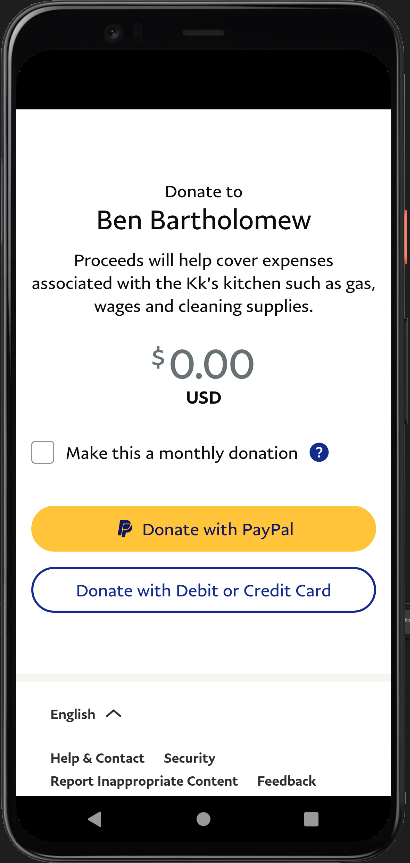 Donate to
Ben Bartholomew
Proceeds will help cover expenses
associated with the Kk's kitchen such as gas,
wages and cleaning supplies.
$0.00
USD
Make this a monthly donation ?
Donate with PayPal
Donate with Debit or Credit Card
English
Help & Contact Security
Report Inappropriate Content Feedback